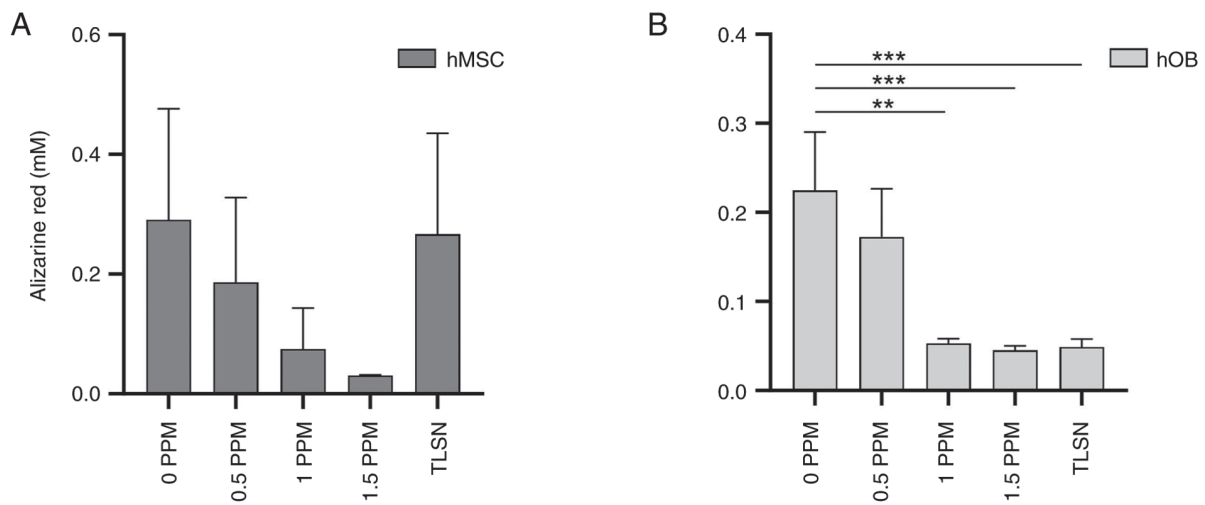 A
hMSC
Alizarine red (mM)
0.6
0.4
0.2
0.0
0 PPM
0.5 PPM
1 PPM
1.5 PPM
TLSN
B
hOB
0.4
0.3
0.2
0.1
0.0
***
***
**
0 PPM
0.5 PPM
1 PPM
1.5 PPM
TLSN